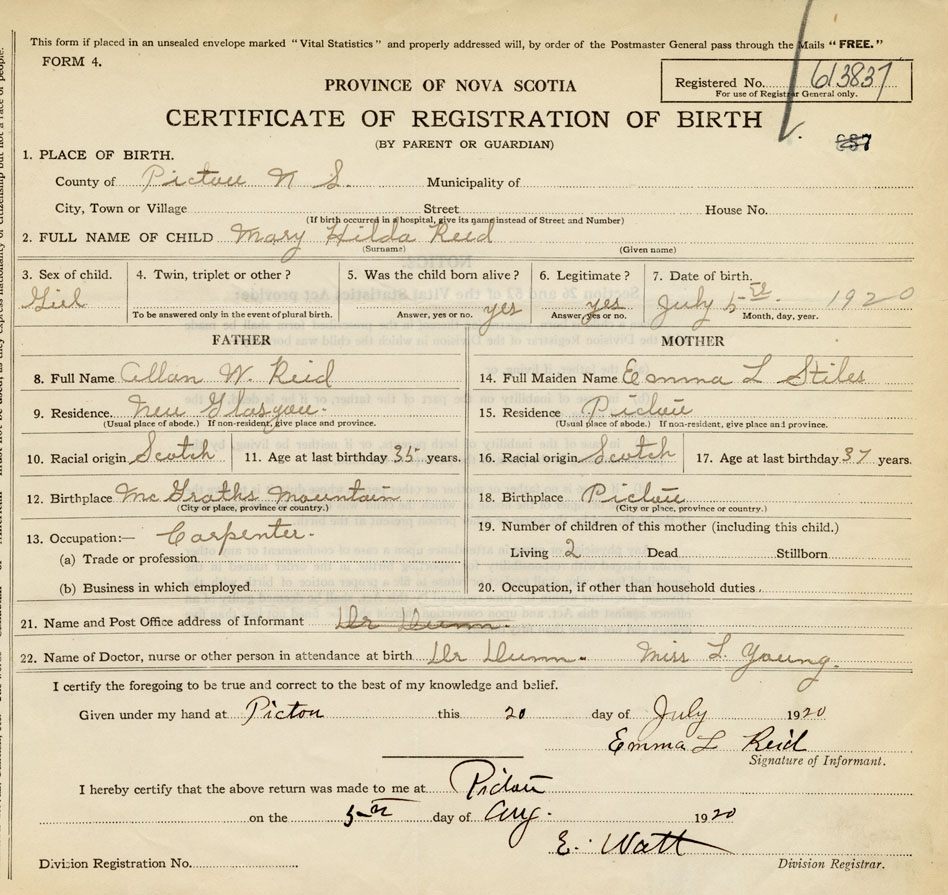 This form if placed in an unsealed envelope marked "Vital Statistics" and properly addressed will, by order of the Postmaster General pass through the Mails "FREE."
FORM 4.
PROVINCE OF NOVA SCOTIA
Registered No. 613837
For use of Registrar General only.
CERTIFICATE OF REGISTRATION OF BIRTH
(BY PARENT OR GUARDIAN)
1. PLACE OF BIRTH.
County of Pictou N S. Municipality of
City, Town or Village Street House No.
(If birth occurred in a hospital, give its name instead of Street and Number)
2. FULL NAME OF CHILD Mary Hilda Reid
(Surname) (Given name)
3. Sex of child. 4. Twin, triplet or other? 5. Was the child born alive? 6. Legitimate? 7. Date of birth.
Girl yes yes July 5th 1920
To be answered only in the event of plural birth. Answer, yes or no. Answer, yes or no. Month, day, year.
FATHER MOTHER
8. Full Name Allan W. Reid 14. Full Maiden Name Emma L Stiles
9. Residence. New Glasgow. 15. Residence Pictou
(Usual place of abode.) If non-resident, give place and province. (Usual place of abode.) If non-resident, give place and province.
10. Racial origin Scotch 11. Age at last birthday 35 years. 16. Racial origin Scotch 17. Age at last birthday 37 years.
12. Birthplace McGraths Mountain 18. Birthplace Pictou
(City or place, province or country.) (City or place, province or country.)
13. Occupation:— Carpenter. 19. Number of children of this mother (including this child.)
(a) Trade or profession Living 2 Dead Stillborn
(b) Business in which employed 20. Occupation, if other than household duties
21. Name and Post Office address of Informant Dr Dunn.
22. Name of Doctor, nurse or other person in attendance at birth Dr Dunn. Miss L. Young.
I certify the foregoing to be true and correct to the best of my knowledge and belief.
Given under my hand at Picton this 20 day of July 1920
Emma L Reid
Signature of Informant.
I hereby certify that the above return was made to me at Pictou
on the 5th day of Aug. 1920
E. Watt
Division Registration No. Division Registrar.